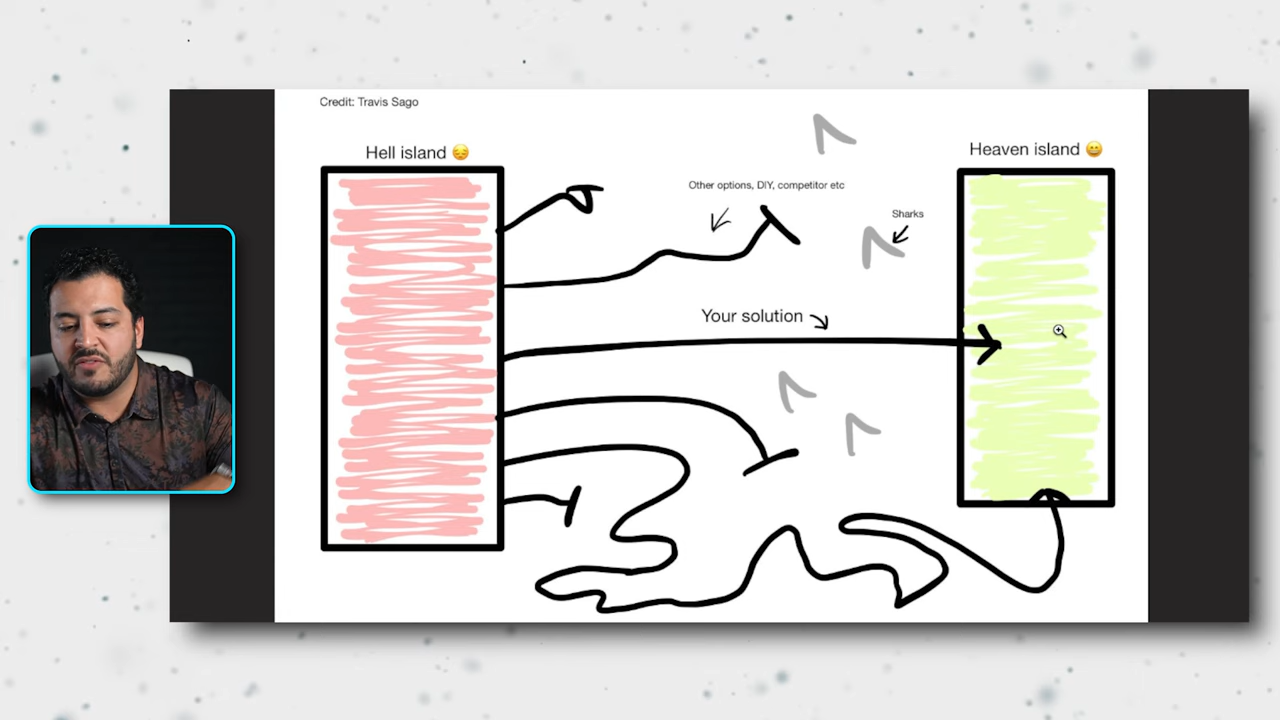 Credit: Travis Sago
Hell island 😔
Heaven island 😀
Other options, DIY, competitor etc
Sharks
Your solution